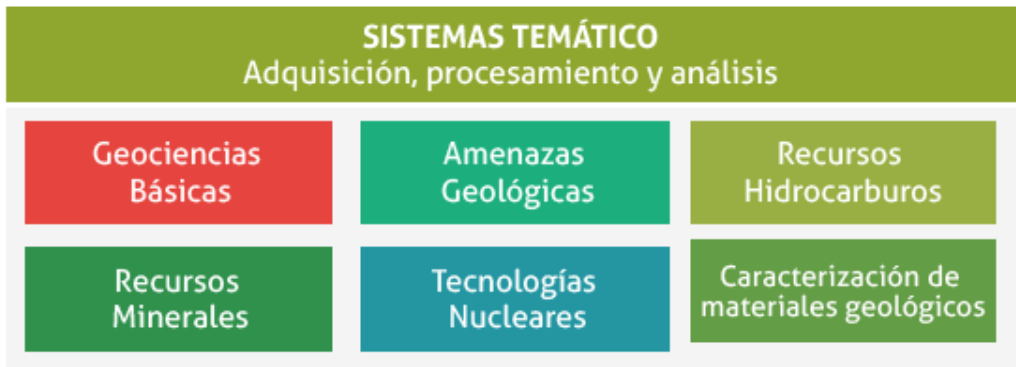 SISTEMAS TEMÁTICO
Adquisición, procesamiento y análisis
Geociencias
Básicas
Amenazas
Geológicas
Recursos
Hidrocarburos
Recursos
Minerales
Tecnologías
Nucleares
Caracterización de
materiales geológicos